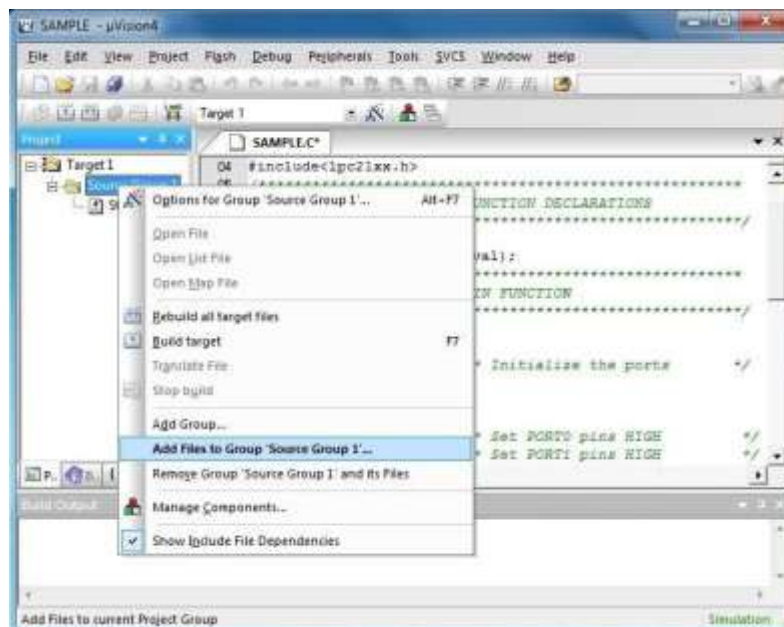 SAMPLE - µVision4
File Edit View Project Flash Debug Peripherals Tools SVCS Window Help
Target 1
Project
SAMPLE.C*
Target 1
04 #include<lpc21xx.h>
Options for Group 'Source Group 1'... Alt+F7
FUNCTION DECLARATIONS
Open File
Open List File
Open Map File
IN FUNCTION
Rebuild all target files
Build target F7
Translate File
* Initialise the ports */
Stop build
Add Group...
Add Files to Group 'Source Group 1'...
* Set PORT0 pins HIGH */
* Set PORT1 pins HIGH */
Remove Group 'Source Group 1' and its Files
Build Output
Manage Components...
Show Include File Dependencies
Add Files to current Project Group
Simulation